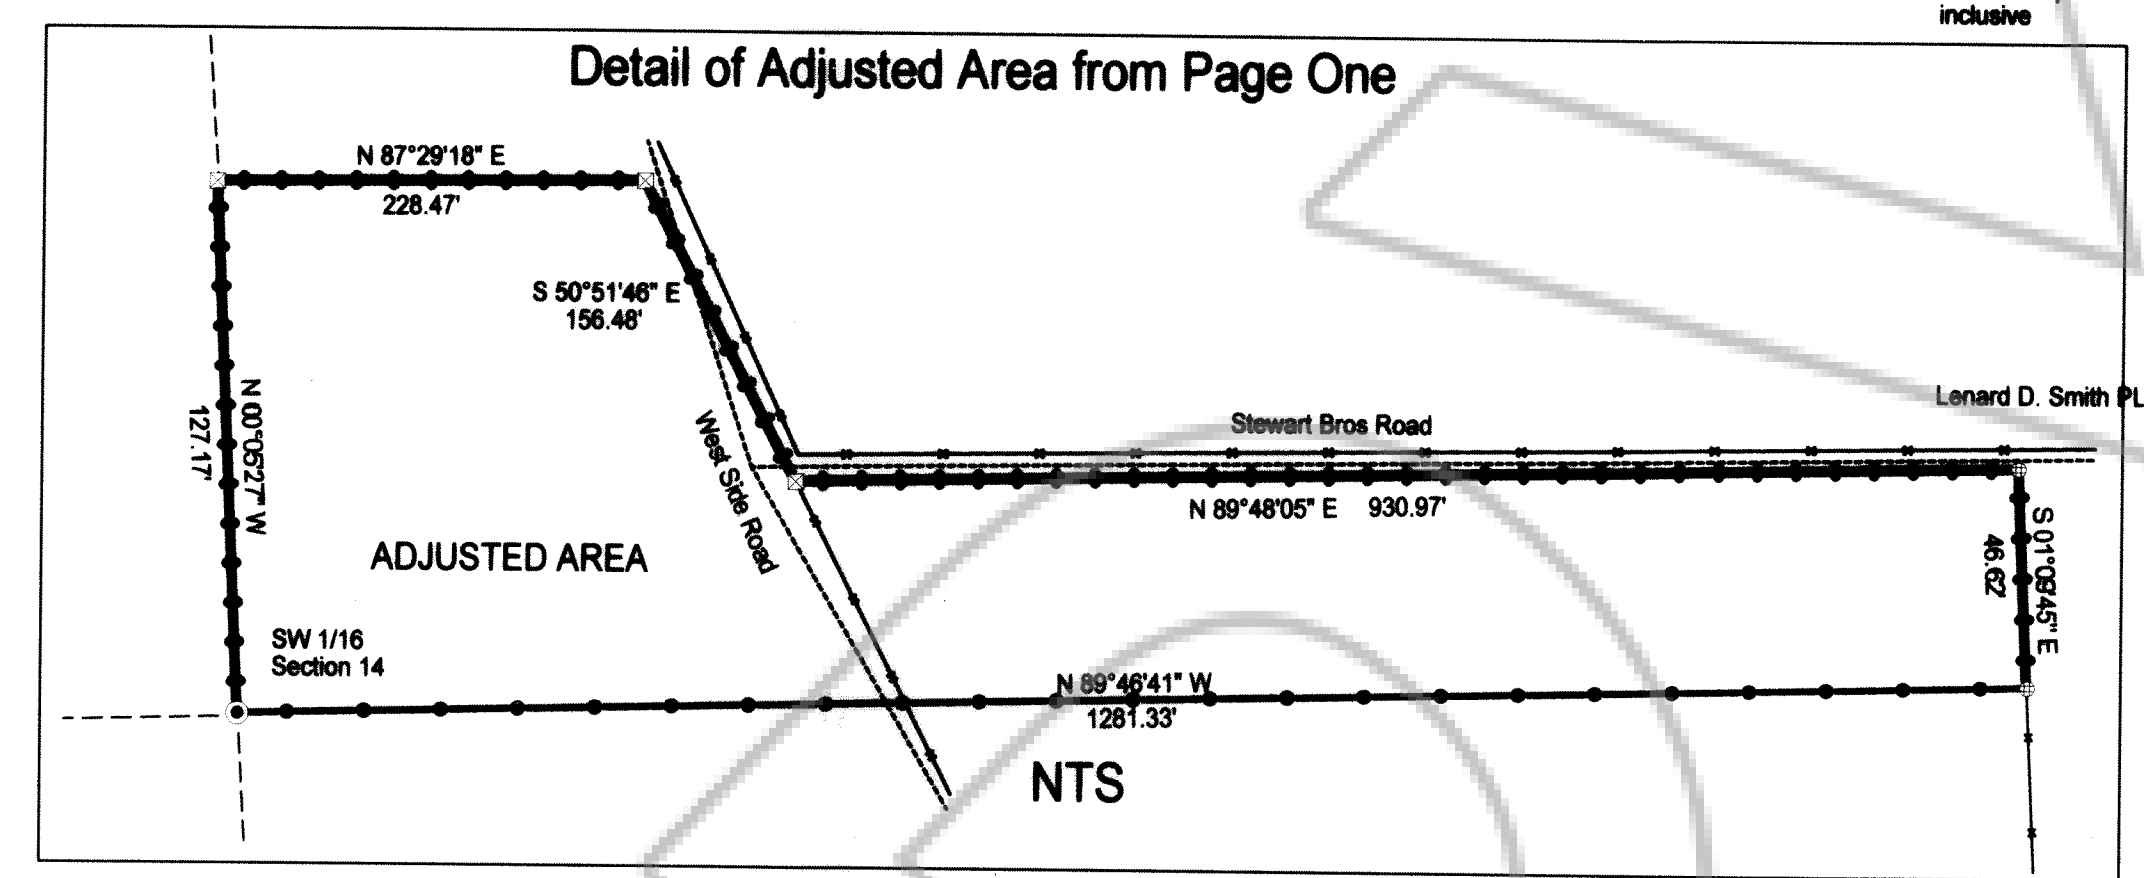 inclusive
Detail of Adjusted Area from Page One
N 87°29'18" E
228.47'
S 50°51'46" E
156.48'
N 00°05'27" W
127.17'
West Side Road
Stewart Bros Road
Lenard D. Smith PL
N 89°48'05" E 930.97'
S 01°09'45" E
46.62'
ADJUSTED AREA
SW 1/16
Section 14
N 89°46'41" W
1281.33'
NTS